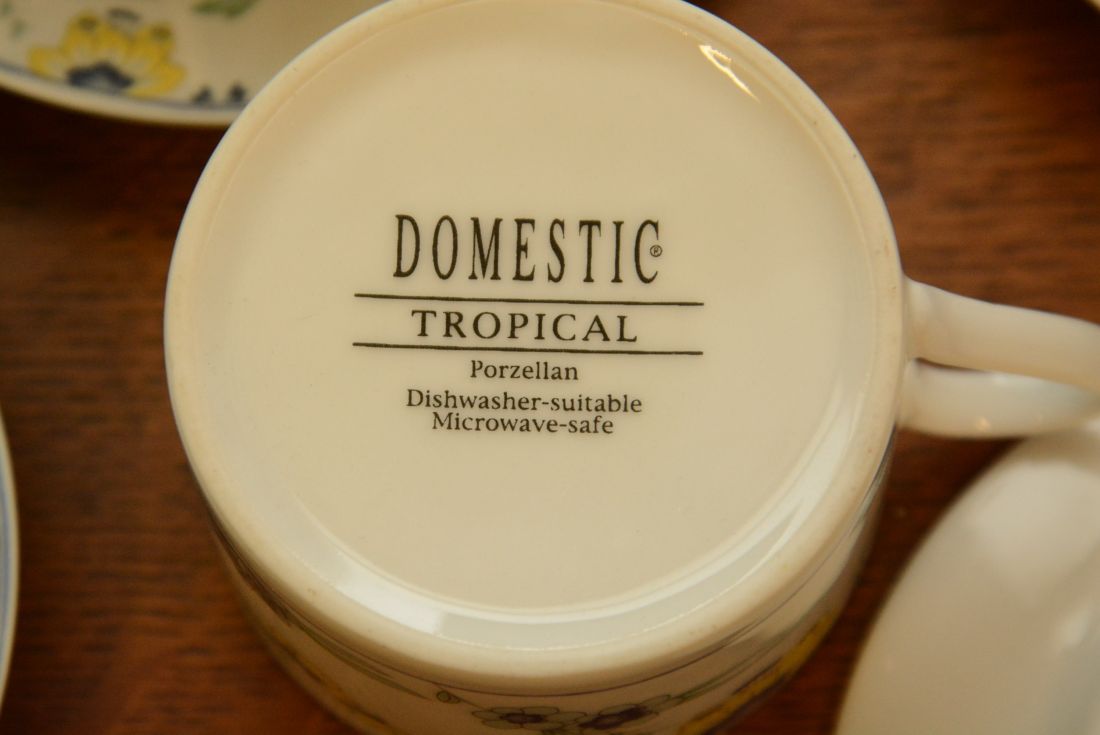 DOMESTIC®
TROPICAL
Porzellan
Dishwasher-suitable
Microwave-safe